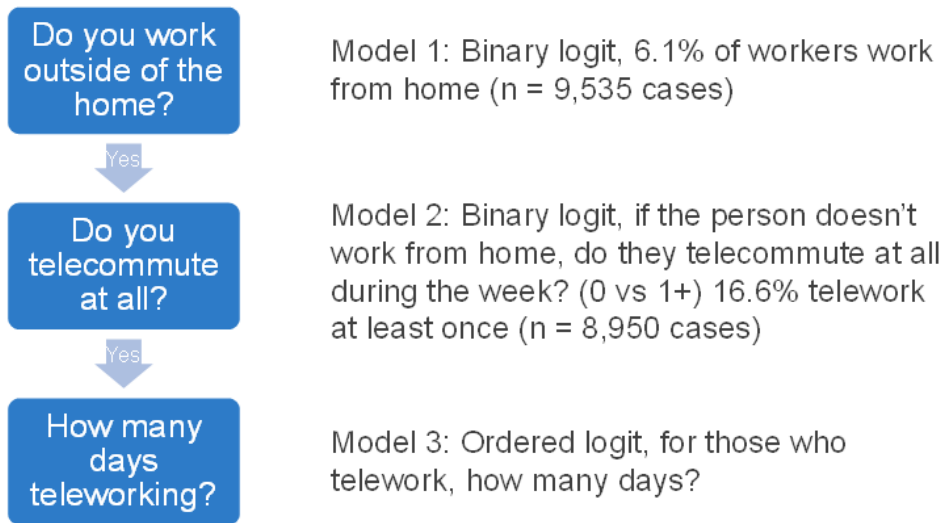 Do you work
outside of the
home?
Model 1: Binary logit, 6.1% of workers work
from home (n = 9,535 cases)
Yes
Do you
telecommute
at all?
Model 2: Binary logit, if the person doesn’t
work from home, do they telecommute at all
during the week? (0 vs 1+) 16.6% telework
at least once (n = 8,950 cases)
Yes
How many
days
teleworking?
Model 3: Ordered logit, for those who
telework, how many days?